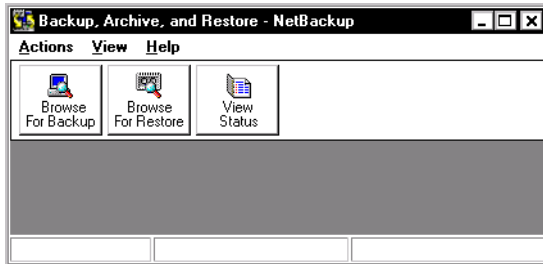 Backup, Archive, and Restore - NetBackup
Actions View Help
Browse For Backup
Browse For Restore
View Status